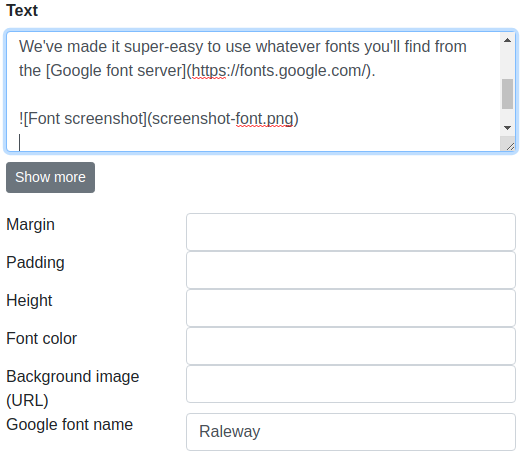 Text
We've made it super-easy to use whatever fonts you'll find from
the [Google font server](https://fonts.google.com/).
![Font screenshot](screenshot-font.png)
Show more
Margin
Padding
Height
Font color
Background image
(URL)
Google font name
Raleway